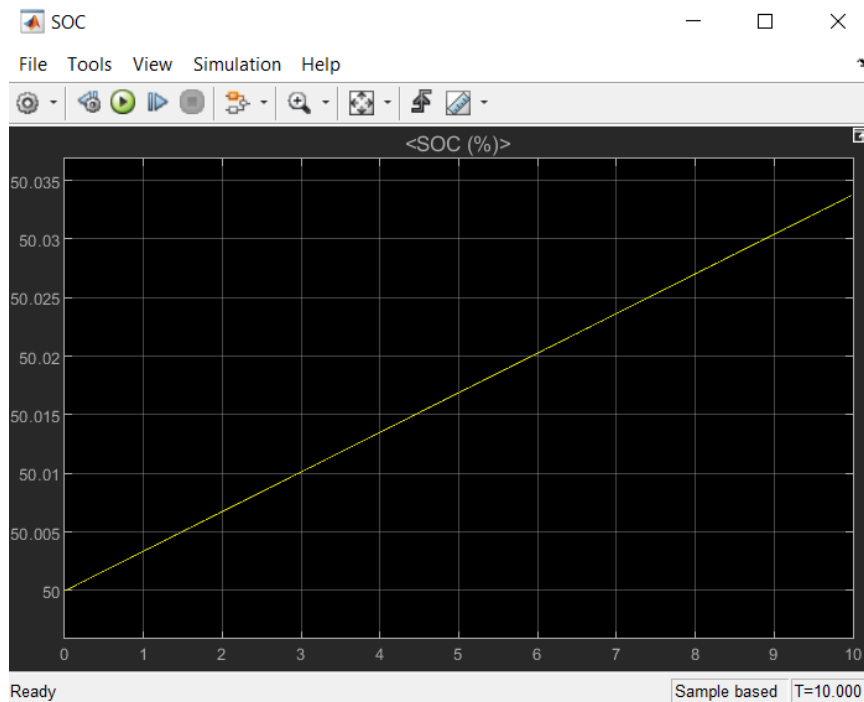 SOC
File Tools View Simulation Help
<SOC (%)>
50.035
50.03
50.025
50.02
50.015
50.01
50.005
50
0 1 2 3 4 5 6 7 8 9 10
Ready Sample based T=10.000